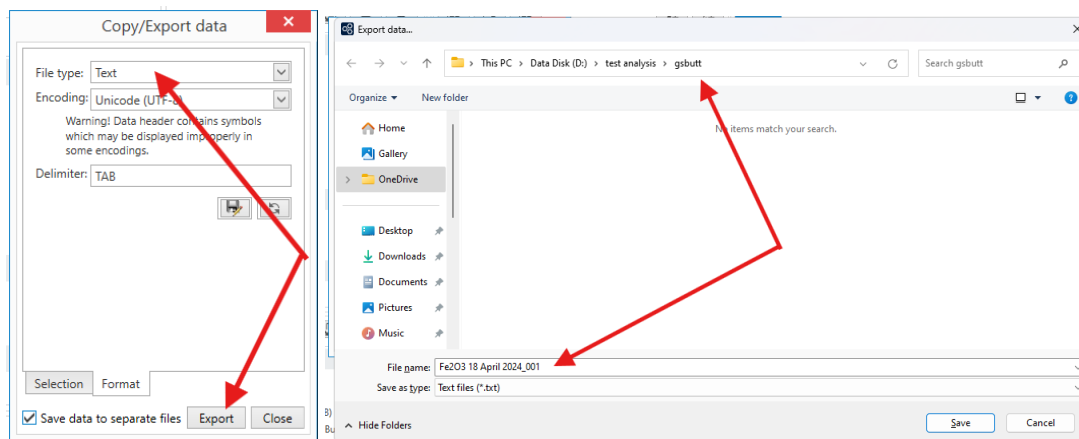 Copy/Export data
File type: Text
Encoding: Unicode (UTF-8)
Warning! Data header contains symbols
which may be displayed improperly in
some encodings.
Delimiter: TAB
Selection Format
Save data to separate files Export Close
Export data...
This PC > Data Disk (D:) > test analysis > gsbutt
Search gsbutt
Organize New folder
Home
No items match your search.
Gallery
OneDrive
Desktop
Downloads
Documents
Pictures
Music
File name: Fe2O3 18 April 2024_001
Save as type: Text files (*.txt)
Hide Folders
Save Cancel